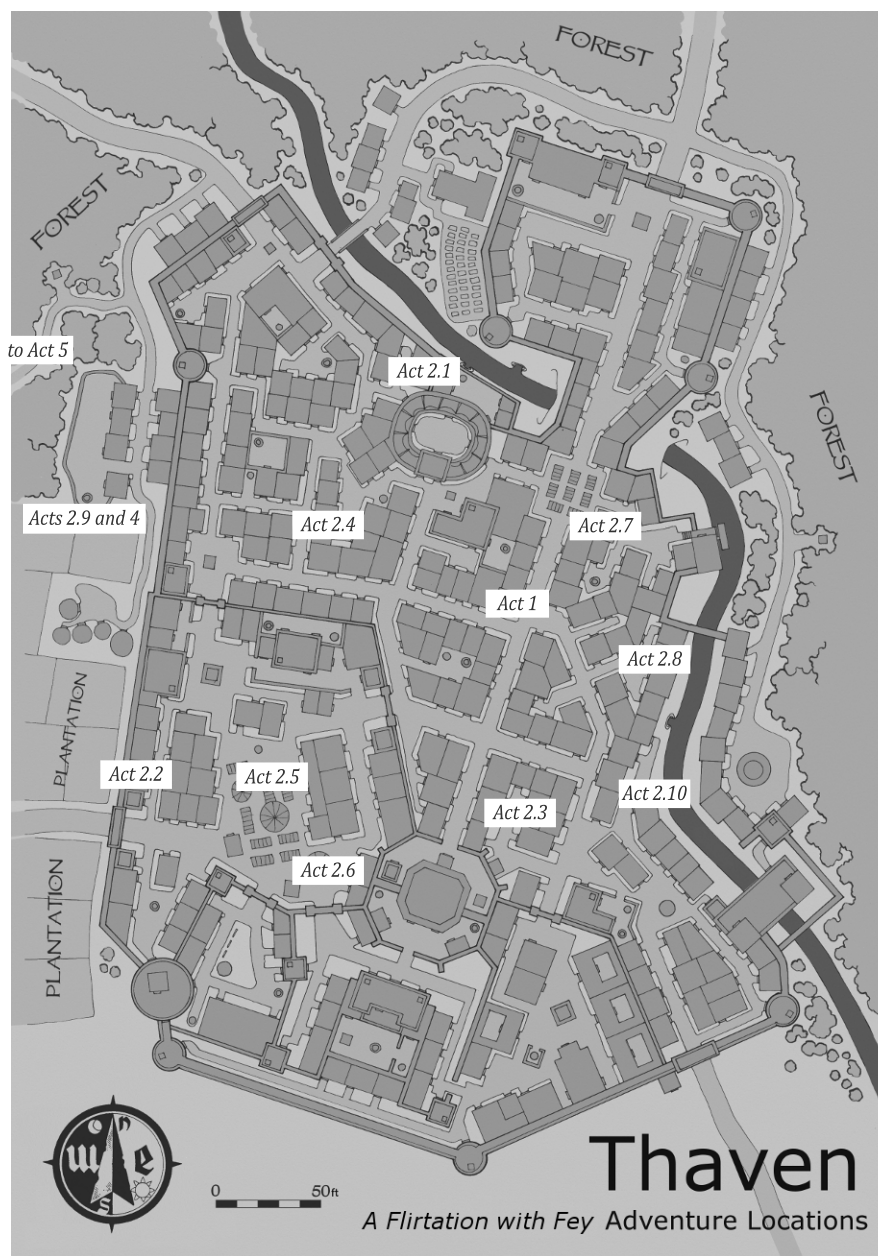 FOREST
FOREST
to Act 5
Act 2.1
FOREST
Acts 2.9 and 4
Act 2.4
Act 2.7
Act 1
Act 2.8
PLANTATION
Act 2.2
Act 2.5
Act 2.10
Act 2.3
Act 2.6
PLANTATION
n
w e
s
0 50ft
Thaven
A Flirtation with Fey Adventure Locations